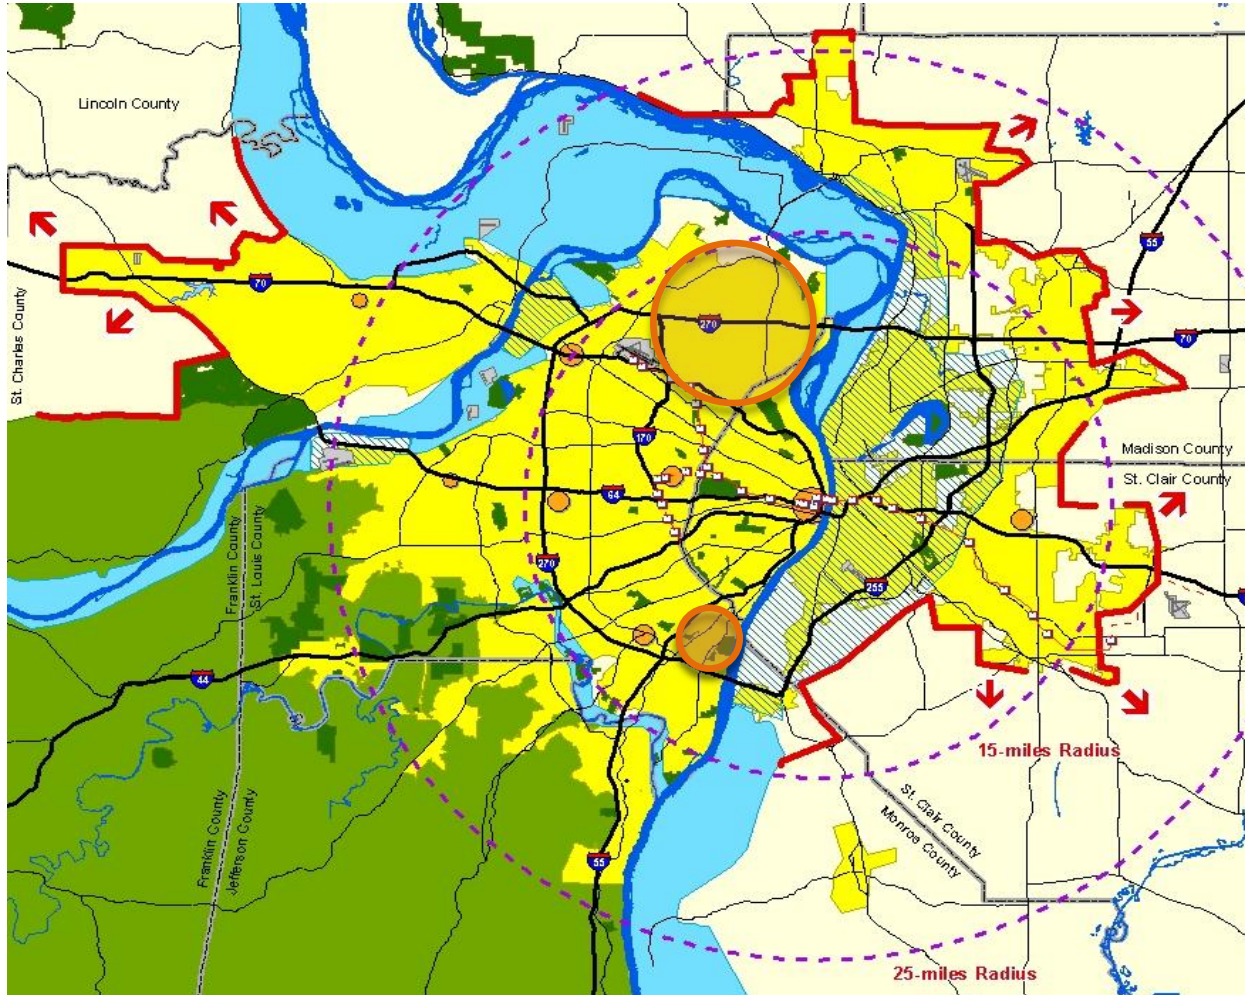 Lincoln County
55
70
St. Charles County
270
70
Madison County
St. Clair County
170
64
Franklin County
St. Louis County
270
255
44
15-miles Radius
St. Clair County
Monroe County
Franklin County
Jefferson County
55
25-miles Radius